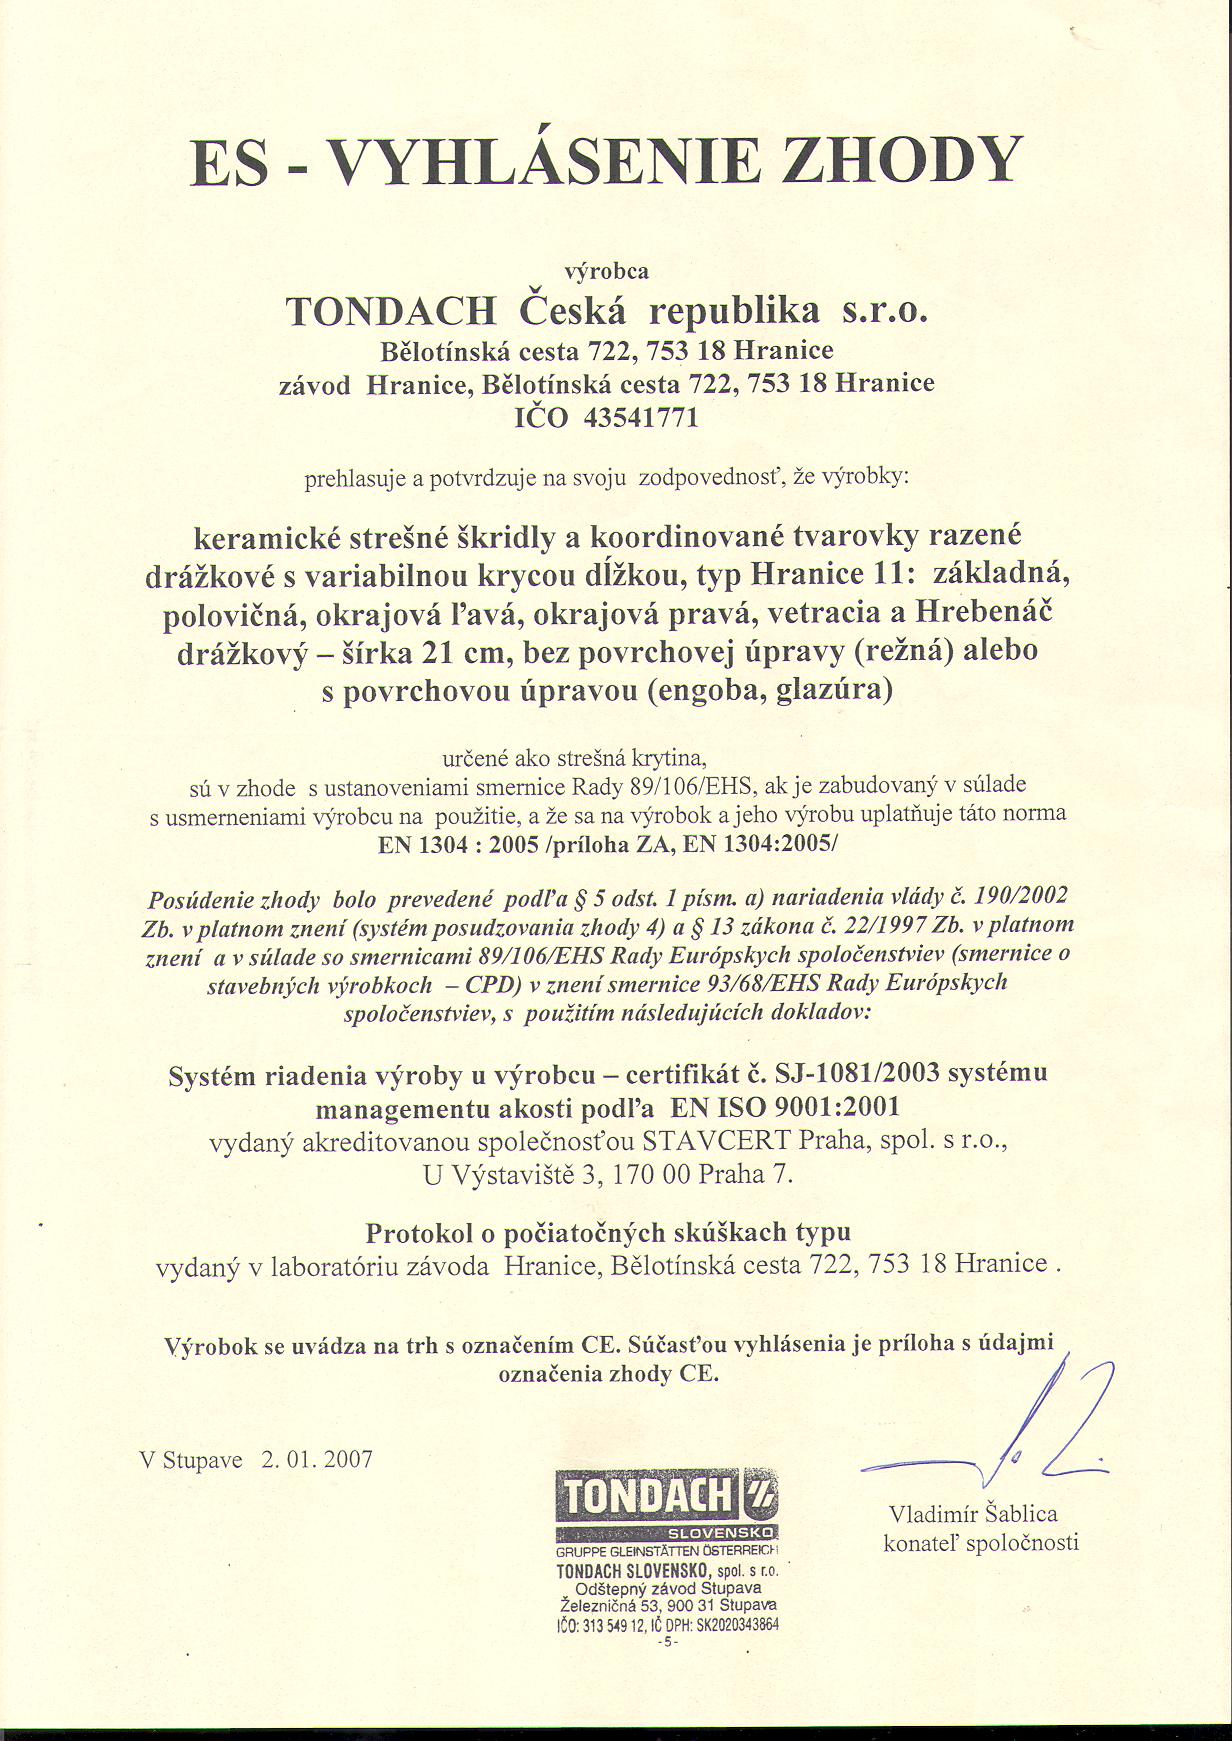 ES - VYHLÁSENIE ZHODY
výrobca
TONDACH Česká republika s.r.o.
Bělotínská cesta 722, 753 18 Hranice
závod Hranice, Bělotínská cesta 722, 753 18 Hranice
IČO 43541771
prehlasuje a potvrdzuje na svoju zodpovednosť, že výrobky:
keramické strešné škridly a koordinované tvarovky razené
drážkové s variabilnou krycou dĺžkou, typ Hranice 11: základná,
polovičná, okrajová ľavá, okrajová pravá, vetracia a Hrebenáč
drážkový – šírka 21 cm, bez povrchovej úpravy (režná) alebo
s povrchovou úpravou (engoba, glazúra)
určené ako strešná krytina,
sú v zhode s ustanoveniami smernice Rady 89/106/EHS, ak je zabudovaný v súlade
s usmerneniami výrobcu na použitie, a že sa na výrobok a jeho výrobu uplatňuje táto norma
EN 1304 : 2005 /príloha ZA, EN 1304:2005/
Posúdenie zhody bolo prevedené podľa § 5 odst. 1 písm. a) nariadenia vlády č. 190/2002
Zb. v platnom znení (systém posudzovania zhody 4) a § 13 zákona č. 22/1997 Zb. v platnom
znení a v súlade so smernicami 89/106/EHS Rady Európskych spoločenstviev (smernice o
stavebných výrobkoch – CPD) v znení smernice 93/68/EHS Rady Európskych
spoločenstviev, s použitím následujúcích dokladov:
Systém riadenia výroby u výrobcu – certifikát č. SJ-1081/2003 systému
managementu akosti podľa EN ISO 9001:2001
vydaný akreditovanou společnosťou STAVCERT Praha, spol. s r.o.,
U Výstaviště 3, 170 00 Praha 7.
Protokol o počiatočných skúškach typu
vydaný v laboratóriu závoda Hranice, Bělotínská cesta 722, 753 18 Hranice .
Výrobok se uvádza na trh s označením CE. Súčasťou vyhlásenia je príloha s údajmi
označenia zhody CE.
V Stupave 2. 01. 2007
TONDACH
SLOVENSKO
GRUPPE GLEINSTÄTTEN ÖSTERREICH
TONDACH SLOVENSKO, spol. s r.o.
Odštepný závod Stupava
Železničná 53, 900 31 Stupava
IČO: 313 549 12, IČ DPH: SK2020343864
-5-
Vladimír Šablica
konateľ spoločnosti